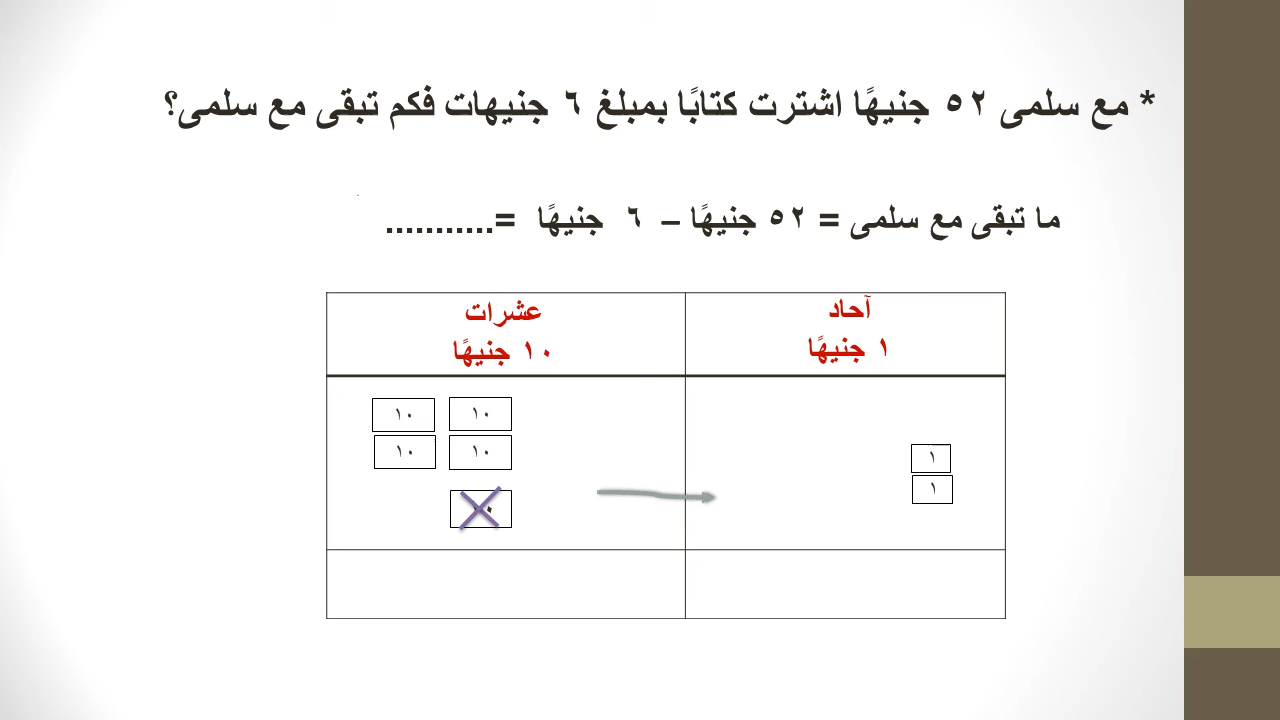 * مع سلمى ٥٢ جنيهًا اشترت كتابًا بمبلغ ٦ جنيهات فكم تبقى مع سلمى؟
ما تبقى مع سلمى = ٥٢ جنيهًا – ٦ جنيهًا = ...........
آحاد
١ جنيهًا
عشرات
١٠ جنيهًا
١
١
١٠ ١٠
١٠ ١٠